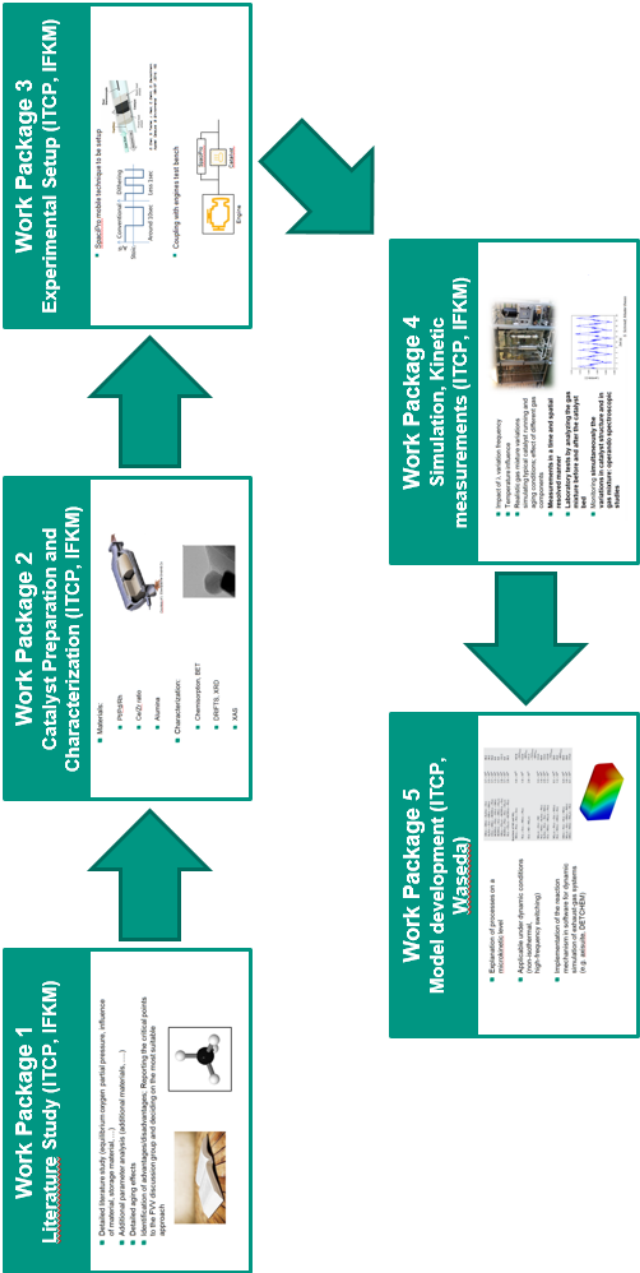 Work Package 1
Literature Study (ITCP, IFKM)
Detailed literature study (equilibrium oxygen partial pressure, influence
of material, storage material, ...)
Additional parameter analysis (additional materials, ....)
Detailed aging effects
Identification of advantages/disadvantages: Reporting the critical points
to the FVV discussion group and deciding on the most suitable
approach
Work Package 2
Catalyst Preparation and
Characterization (ITCP, IFKM)
Materials:
Pt/Pd/Rh
Ce/Zr ratio
Alumina
Characterization:
Chemisorption, BET
DRIFTS, XRD
XAS
Work Package 3
Experimental Setup (ITCP, IFKM)
SpaciPro mobile technique to be setup
Conventional
Dithering
Around 10sec
Less 1sec
Coupling with engines test bench
SpaciPro
Catalyst
Engine
Work Package 4
Simulation, Kinetic
measurements (ITCP, IFKM)
Impact of λ variation frequency
Temperature influence
Realistic gas mixture variations
simulating typical catalyst running and
aging conditions; effect of different gas
components
Measurements in a time and spatial
resolved manner
Laboratory tests by analyzing the gas
mixture before and after the catalyst
bed
Monitoring simultaneously the
variations in catalyst structure and in
gas mixture: operando spectroscopic
studies
Work Package 5
Model development (ITCP,
Waseda)
Explanation of processes on a
microkinetic level
Applicable under dynamic conditions
(non-isothermal,
high-frequency switching)
Implementation of the reaction
mechanism in software for dynamic
simulation of exhaust-gas systems
(e.g. axisuite, DETCHEM)